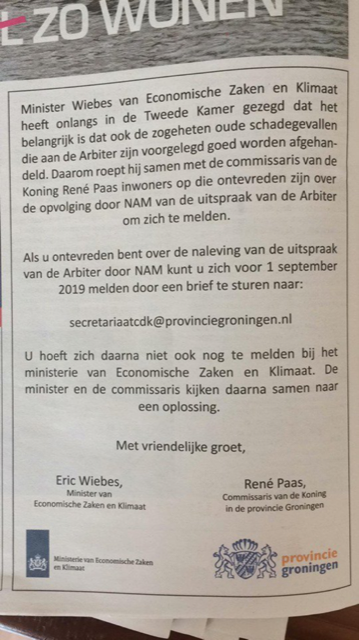 L ZO WONEN
Minister Wiebes van Economische Zaken en Klimaat
heeft onlangs in de Tweede Kamer gezegd dat het
belangrijk is dat ook de zogeheten oude schadegevallen
die aan de Arbiter zijn voorgelegd goed worden afgehan-
deld. Daarom roept hij samen met de commissaris van de
Koning René Paas inwoners op die ontevreden zijn over
de opvolging door NAM van de uitspraak van de Arbiter
om zich te melden.
Als u ontevreden bent over de naleving van de uitspraak
van de Arbiter door NAM kunt u zich voor 1 september
2019 melden door een brief te sturen naar:
secretariaatcdk@provinciegroningen.nl
U hoeft zich daarna niet ook nog te melden bij het
ministerie van Economische Zaken en Klimaat. De
minister en de commissaris kijken daarna samen naar
een oplossing.
Met vriendelijke groet,
Eric Wiebes,
Minister van
Economische Zaken en Klimaat
René Paas,
Commissaris van de Koning
in de provincie Groningen
Ministerie van Economische Zaken
en Klimaat
provincie
groningen